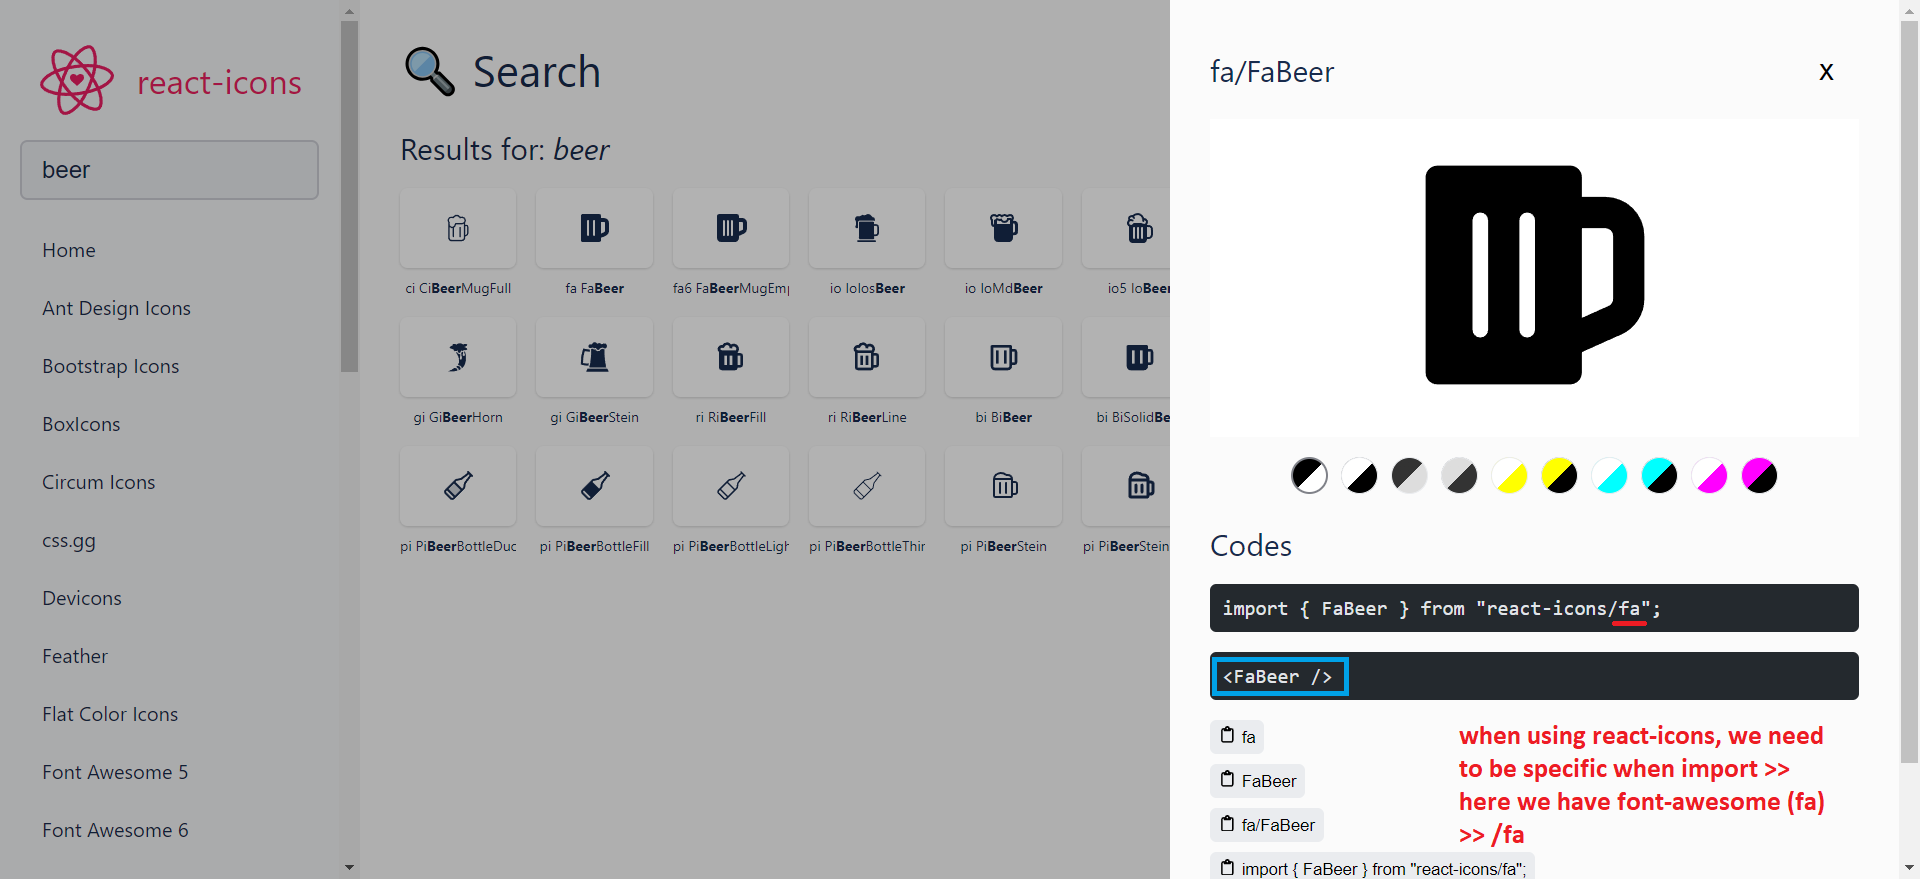 react-icons
beer
Home
Ant Design Icons
Bootstrap Icons
BoxIcons
Circum Icons
css.gg
Devicons
Feather
Flat Color Icons
Font Awesome 5
Font Awesome 6
Search
Results for: beer
ci CiBeerMugFull
fa FaBeer
fa6 FaBeerMugEmp
io IoIosBeer
io IoMdBeer
io5 IoBeer
gi GiBeerHorn
gi GiBeerStein
ri RiBeerFill
ri RiBeerLine
bi BiBeer
bi BiSolidBe
pi PiBeerBottleDuo
pi PiBeerBottleFill
pi PiBeerBottleLigh
pi PiBeerBottleThin
pi PiBeerStein
pi PiBeerStein
fa/FaBeer
X
Codes
import { FaBeer } from "react-icons/fa";
<FaBeer />
fa
FaBeer
fa/FaBeer
import { FaBeer } from "react-icons/fa";
when using react-icons, we need
to be specific when import >>
here we have font-awesome (fa)
>> /fa